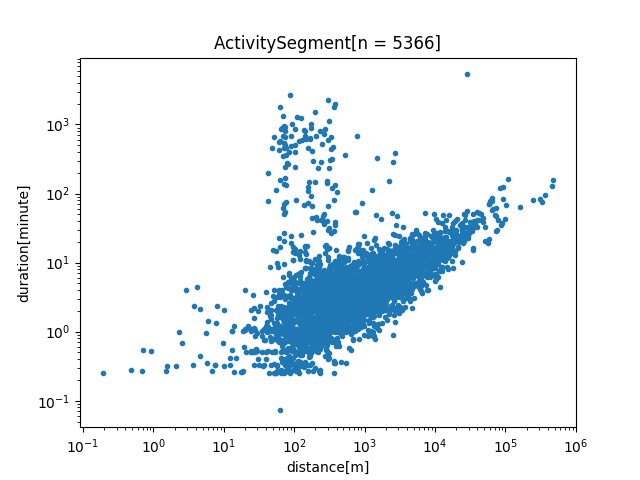 ActivitySegment[n = 5366]
duration[minute]
10³
10²
10¹
10⁰
10⁻¹
10⁻¹ 10⁰ 10¹ 10² 10³ 10⁴ 10⁵ 10⁶
distance[m]